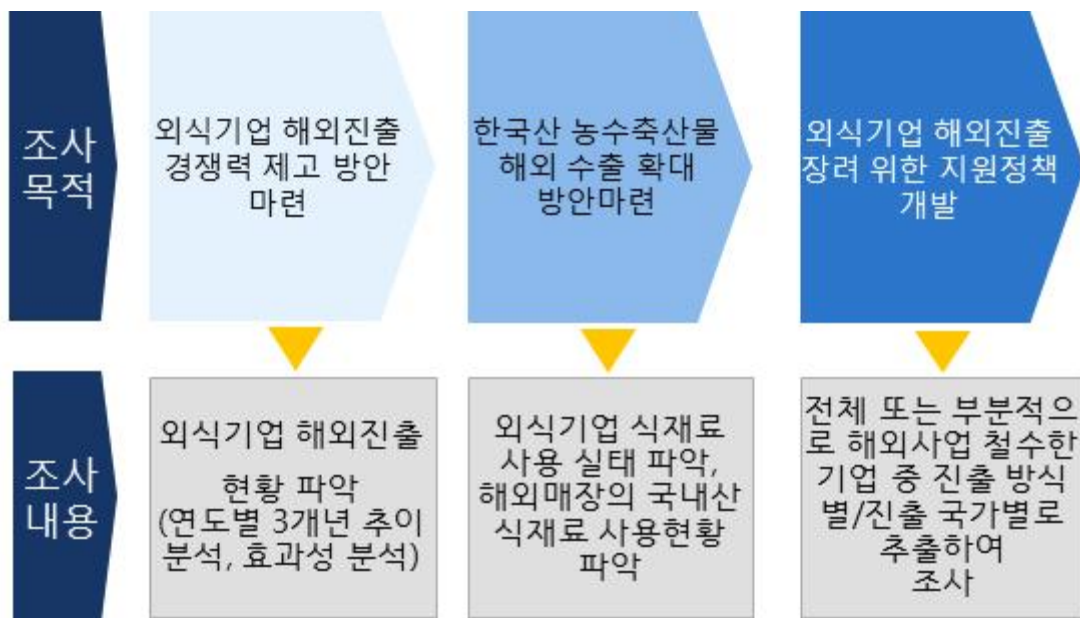 조사
목적
외식기업 해외진출
경쟁력 제고 방안
마련
한국산 농수축산물
해외 수출 확대
방안마련
외식기업 해외진출
장려 위한 지원정책
개발
조사
내용
외식기업 해외진출
현황 파악
(연도별 3개년 추이
분석, 효과성 분석)
외식기업 식재료
사용 실태 파악,
해외매장의 국내산
식재료 사용현황
파악
전체 또는 부분적으
로 해외사업 철수한
기업 중 진출 방식
별/진출 국가별로
추출하여
조사